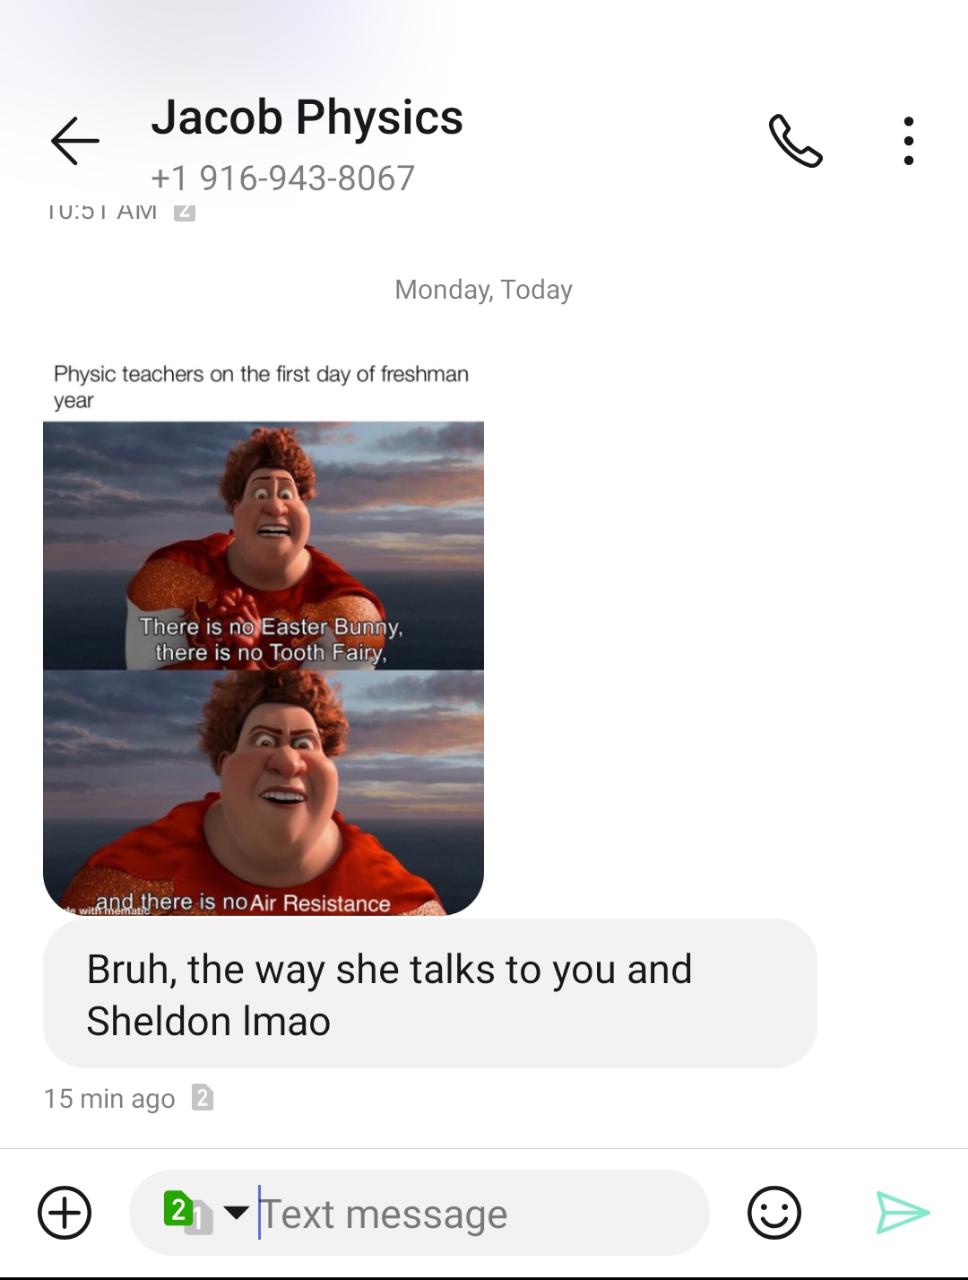 Jacob Physics
+1 916-943-8067
10:51 AM 2
Monday, Today
Physic teachers on the first day of freshman
year
There is no Easter Bunny,
there is no Tooth Fairy,
and there is no Air Resistance
with mematic
Bruh, the way she talks to you and
Sheldon lmao
15 min ago 2
2 1 Text message